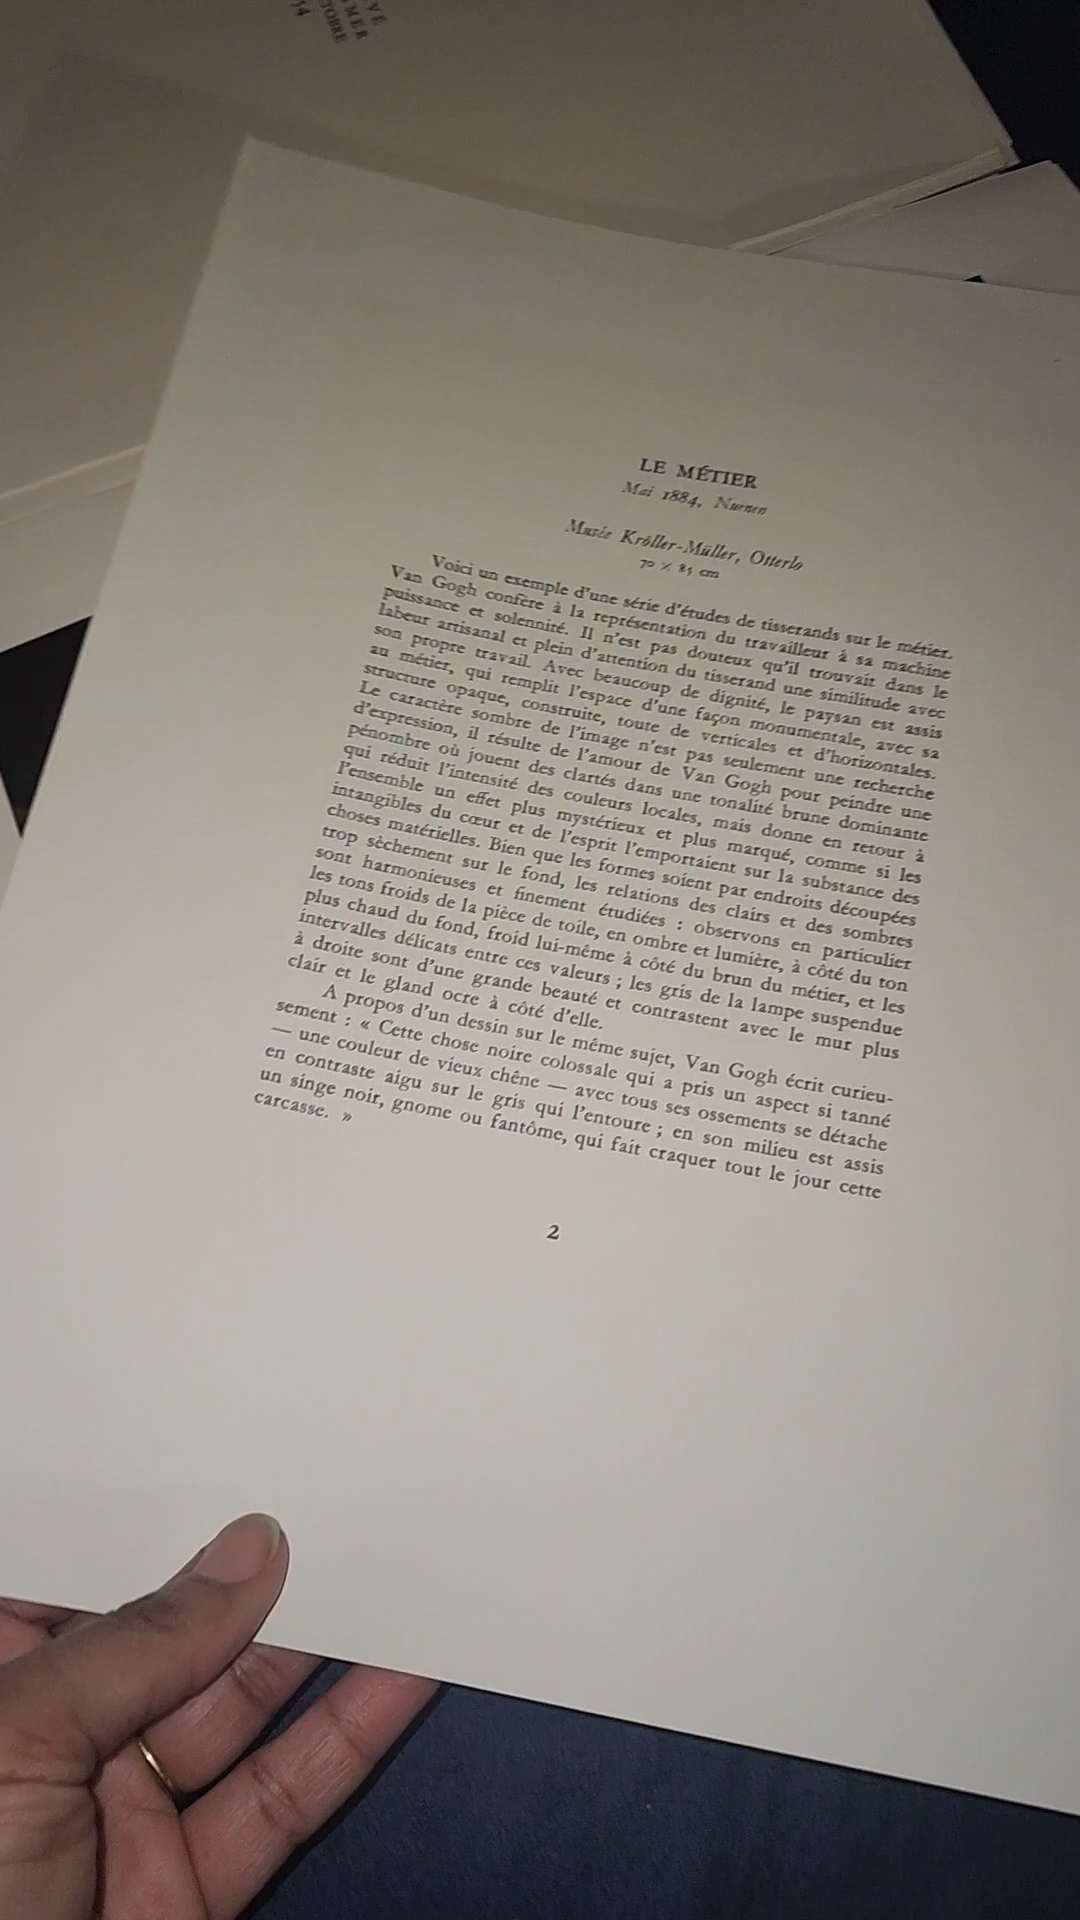 VE
MER
TOBRE
14
LE MÉTIER
Mai 1884, Nuenen
Musée Kröller-Müller, Otterlo
70 × 85 cm
Voici un exemple d'une série d'études de tisserands sur le métier.
Van Gogh confère à la représentation du travailleur à sa machine
puissance et solennité. Il n'est pas douteux qu'il trouvait dans le
labeur artisanal et plein d'attention du tisserand une similitude avec
son propre travail. Avec beaucoup de dignité, le paysan est assis
au métier, qui remplit l'espace d'une façon monumentale, avec sa
structure opaque, construite, toute de verticales et d'horizontales.
Le caractère sombre de l'image n'est pas seulement une recherche
d'expression, il résulte de l'amour de Van Gogh pour peindre une
pénombre où jouent des clartés dans une tonalité brune dominante
qui réduit l'intensité des couleurs locales, mais donne en retour à
l'ensemble un effet plus mystérieux et plus marqué, comme si les
intangibles du cœur et de l'esprit l'emportaient sur la substance des
choses matérielles. Bien que les formes soient par endroits découpées
trop sèchement sur le fond, les relations des clairs et des sombres
sont harmonieuses et finement étudiées : observons en particulier
les tons froids de la pièce de toile, en ombre et lumière, à côté du ton
plus chaud du fond, froid lui-même à côté du brun du métier, et les
intervalles délicats entre ces valeurs ; les gris de la lampe suspendue
à droite sont d'une grande beauté et contrastent avec le mur plus
clair et le gland ocre à côté d'elle.
A propos d'un dessin sur le même sujet, Van Gogh écrit curieu-
sement : « Cette chose noire colossale qui a pris un aspect si tanné
— une couleur de vieux chêne — avec tous ses ossements se détache
en contraste aigu sur le gris qui l'entoure ; en son milieu est assis
un singe noir, gnome ou fantôme, qui fait craquer tout le jour cette
carcasse. »
2